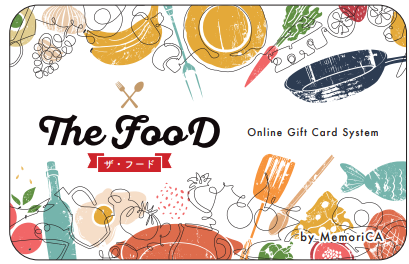 The FooD
ザ・フード
Online Gift Card System
by MemoriCA